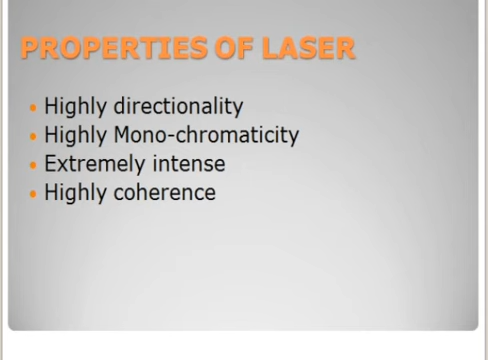 PROPERTIES OF LASER
Highly directionality
Highly Mono-chromaticity
Extremely intense
Highly coherence